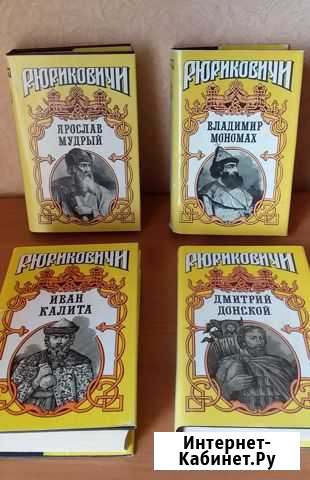 РЮРИКОВИЧИ
ЯРОСЛАВ
МУДРЫЙ
РЮРИКОВИЧИ
ВЛАДИМИР
МОНОМАХ
РЮРИКОВИЧИ
ИВАН
КАЛИТА
РЮРИКОВИЧИ
ДМИТРИЙ
ДОНСКОЙ
Интернет-
Кабинет.Ру